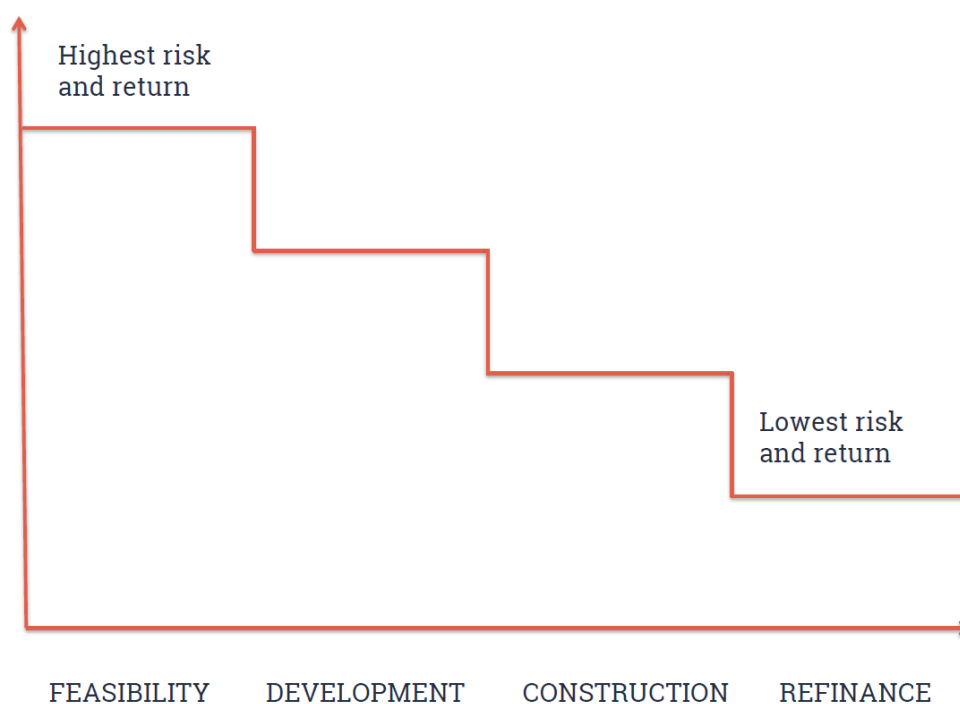 Highest risk
and return
Lowest risk
and return
FEASIBILITY DEVELOPMENT CONSTRUCTION REFINANCE